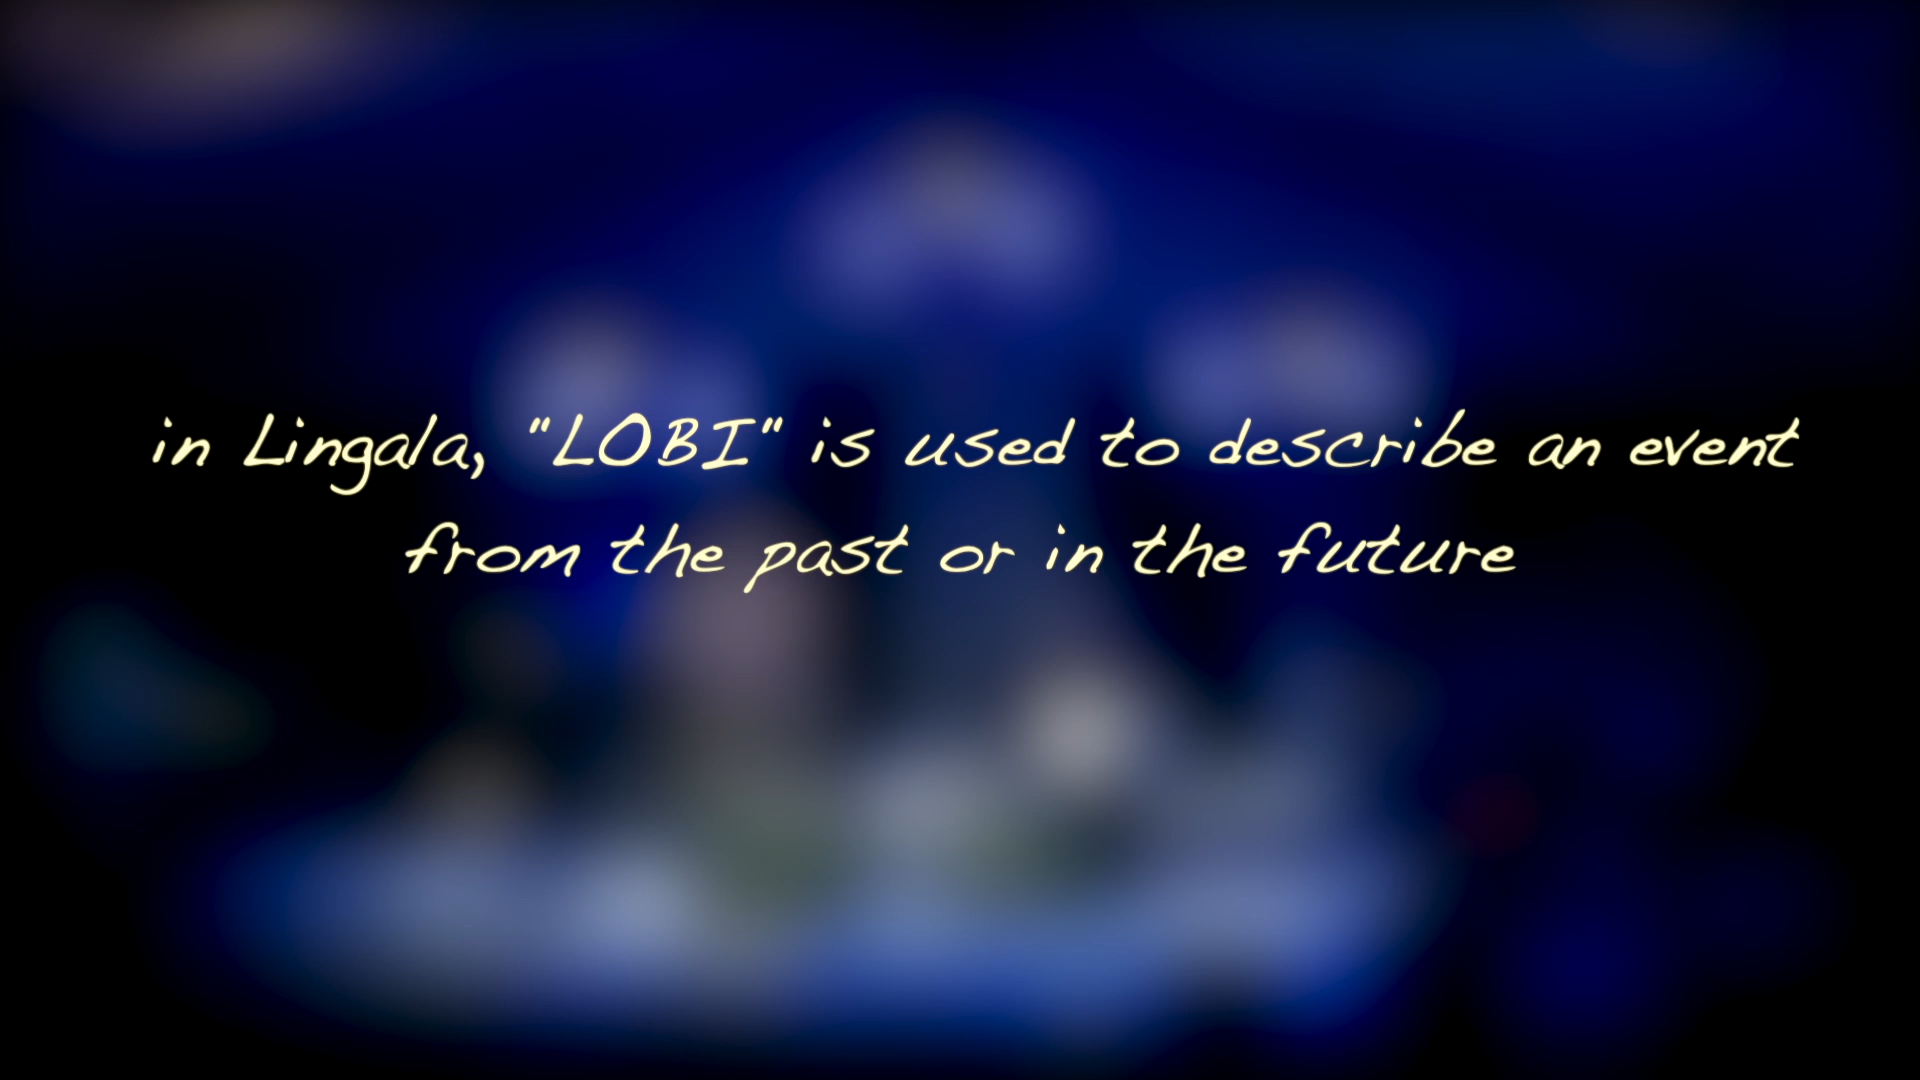 in Lingala, "LOBI" is used to describe an event
from the past or in the future